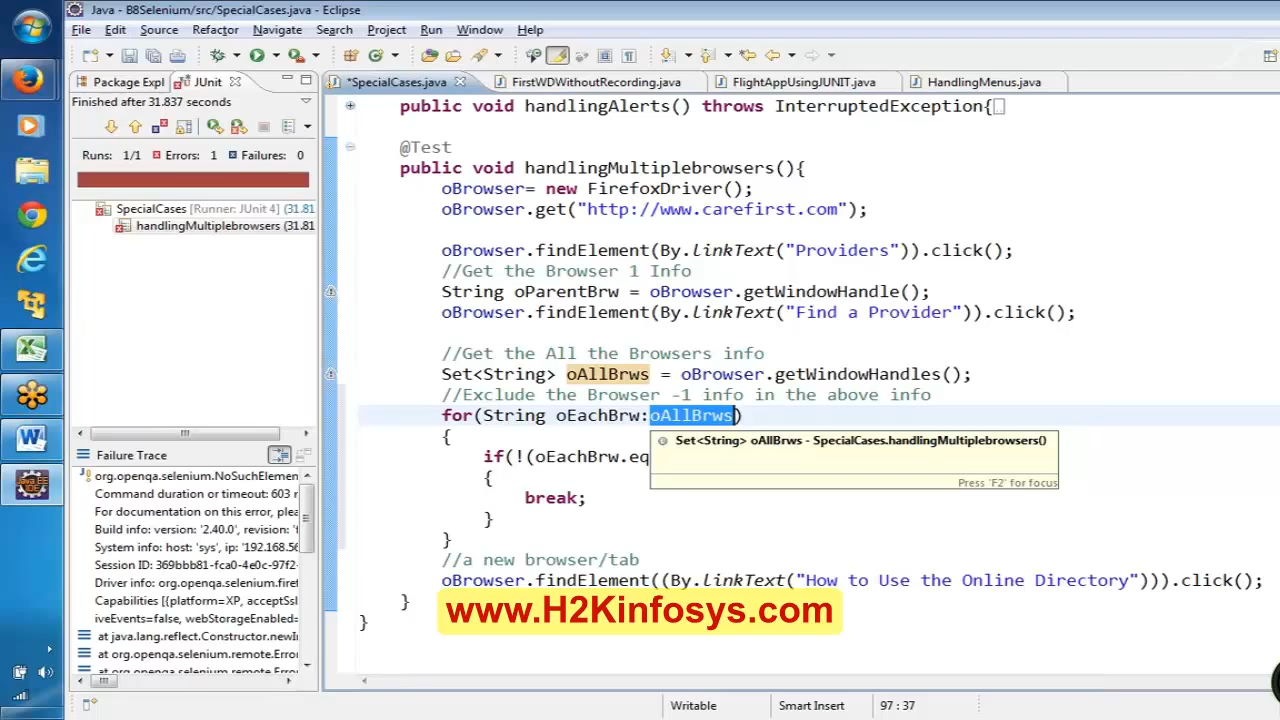 Java - B8Selenium/src/SpecialCases.java - Eclipse
File Edit Source Refactor Navigate Search Project Run Window Help
Package Expl JUnit
*SpecialCases.java FirstWDWithoutRecording.java FlightAppUsingJUNIT.java HandlingMenus.java
Finished after 31.837 seconds
Runs: 1/1 Errors: 1 Failures: 0
SpecialCases [Runner: JUnit 4] (31.81
handlingMultiplebrowsers (31.81
Failure Trace
org.openqa.selenium.NoSuchElemen
Command duration or timeout: 603 r
For documentation on this error, plea
Build info: version: '2.40.0', revision: 't
System info: host: 'sys', ip: '192.168.56
Session ID: 369bbb81-fca0-4e0c-97f2-
Driver info: org.openqa.selenium.firef
Capabilities [{platform=XP, acceptSsl
iveEvents=false, webStorageEnabled=
at java.lang.reflect.Constructor.newIn
at org.openqa.selenium.remote.Error
at org.openqa.selenium.remote.Error
public void handlingAlerts() throws InterruptedException{
@Test
public void handlingMultiplebrowsers(){
oBrowser= new FirefoxDriver();
oBrowser.get("http://www.carefirst.com");
oBrowser.findElement(By.linkText("Providers")).click();
//Get the Browser 1 Info
String oParentBrw = oBrowser.getWindowHandle();
oBrowser.findElement(By.linkText("Find a Provider")).click();
//Get the All the Browsers info
Set<String> oAllBrws = oBrowser.getWindowHandles();
//Exclude the Browser -1 info in the above info
for(String oEachBrw:oAllBrws)
{
Set<String> oAllBrws - SpecialCases.handlingMultiplebrowsers()
if(!(oEachBrw.eq
Press 'F2' for focus
{
break;
}
}
//a new browser/tab
oBrowser.findElement((By.linkText("How to Use the Online Directory"))).click();
}
www.H2Kinfosys.com
}
Writable Smart Insert 97 : 37